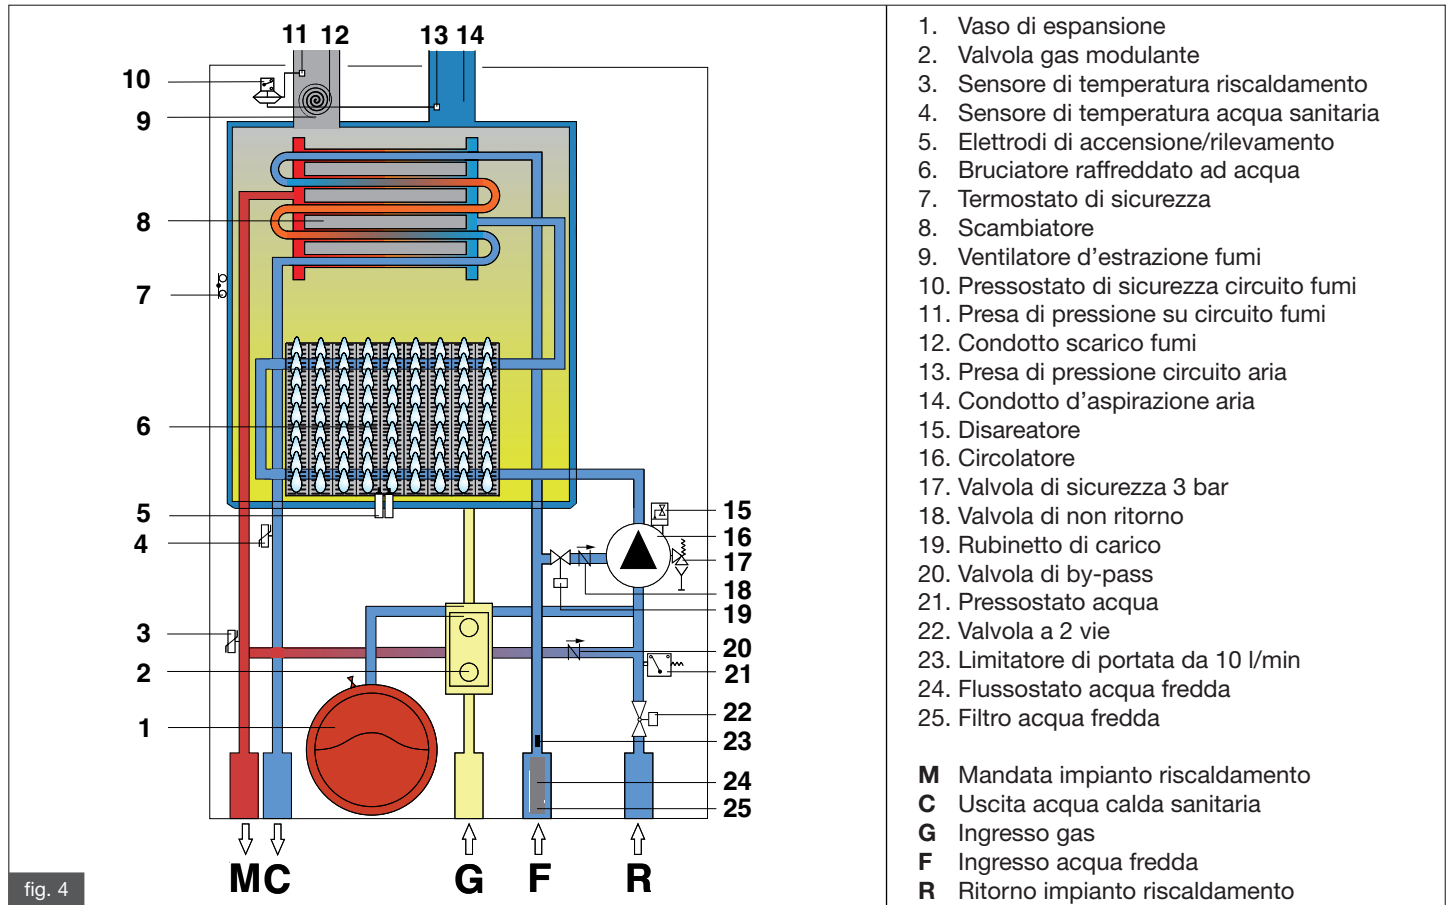 11 12 13 14
10
9
8
7
6
5
4
3
2
1
15
16
17
18
19
20
21
22
23
24
25
M C G F R
fig. 4
1. Vaso di espansione
2. Valvola gas modulante
3. Sensore di temperatura riscaldamento
4. Sensore di temperatura acqua sanitaria
5. Elettrodi di accensione/rilevamento
6. Bruciatore raffreddato ad acqua
7. Termostato di sicurezza
8. Scambiatore
9. Ventilatore d'estrazione fumi
10. Pressostato di sicurezza circuito fumi
11. Presa di pressione su circuito fumi
12. Condotto scarico fumi
13. Presa di pressione circuito aria
14. Condotto d'aspirazione aria
15. Disareatore
16. Circolatore
17. Valvola di sicurezza 3 bar
18. Valvola di non ritorno
19. Rubinetto di carico
20. Valvola di by-pass
21. Pressostato acqua
22. Valvola a 2 vie
23. Limitatore di portata da 10 l/min
24. Flussostato acqua fredda
25. Filtro acqua fredda
M Mandata impianto riscaldamento
C Uscita acqua calda sanitaria
G Ingresso gas
F Ingresso acqua fredda
R Ritorno impianto riscaldamento